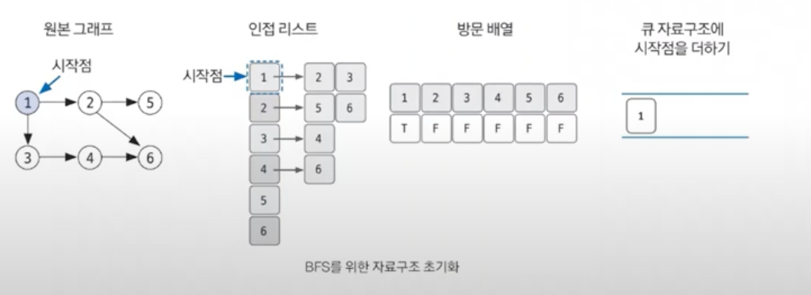 원본 그래프
인접 리스트
방문 배열
큐 자료구조에
시작점을 더하기
시작점
1 2 5
3 4 6
시작점
1 2 3
2 5 6
3 4
4 6
5
6
1 2 3 4 5 6
T F F F F F
1
BFS를 위한 자료구조 초기화